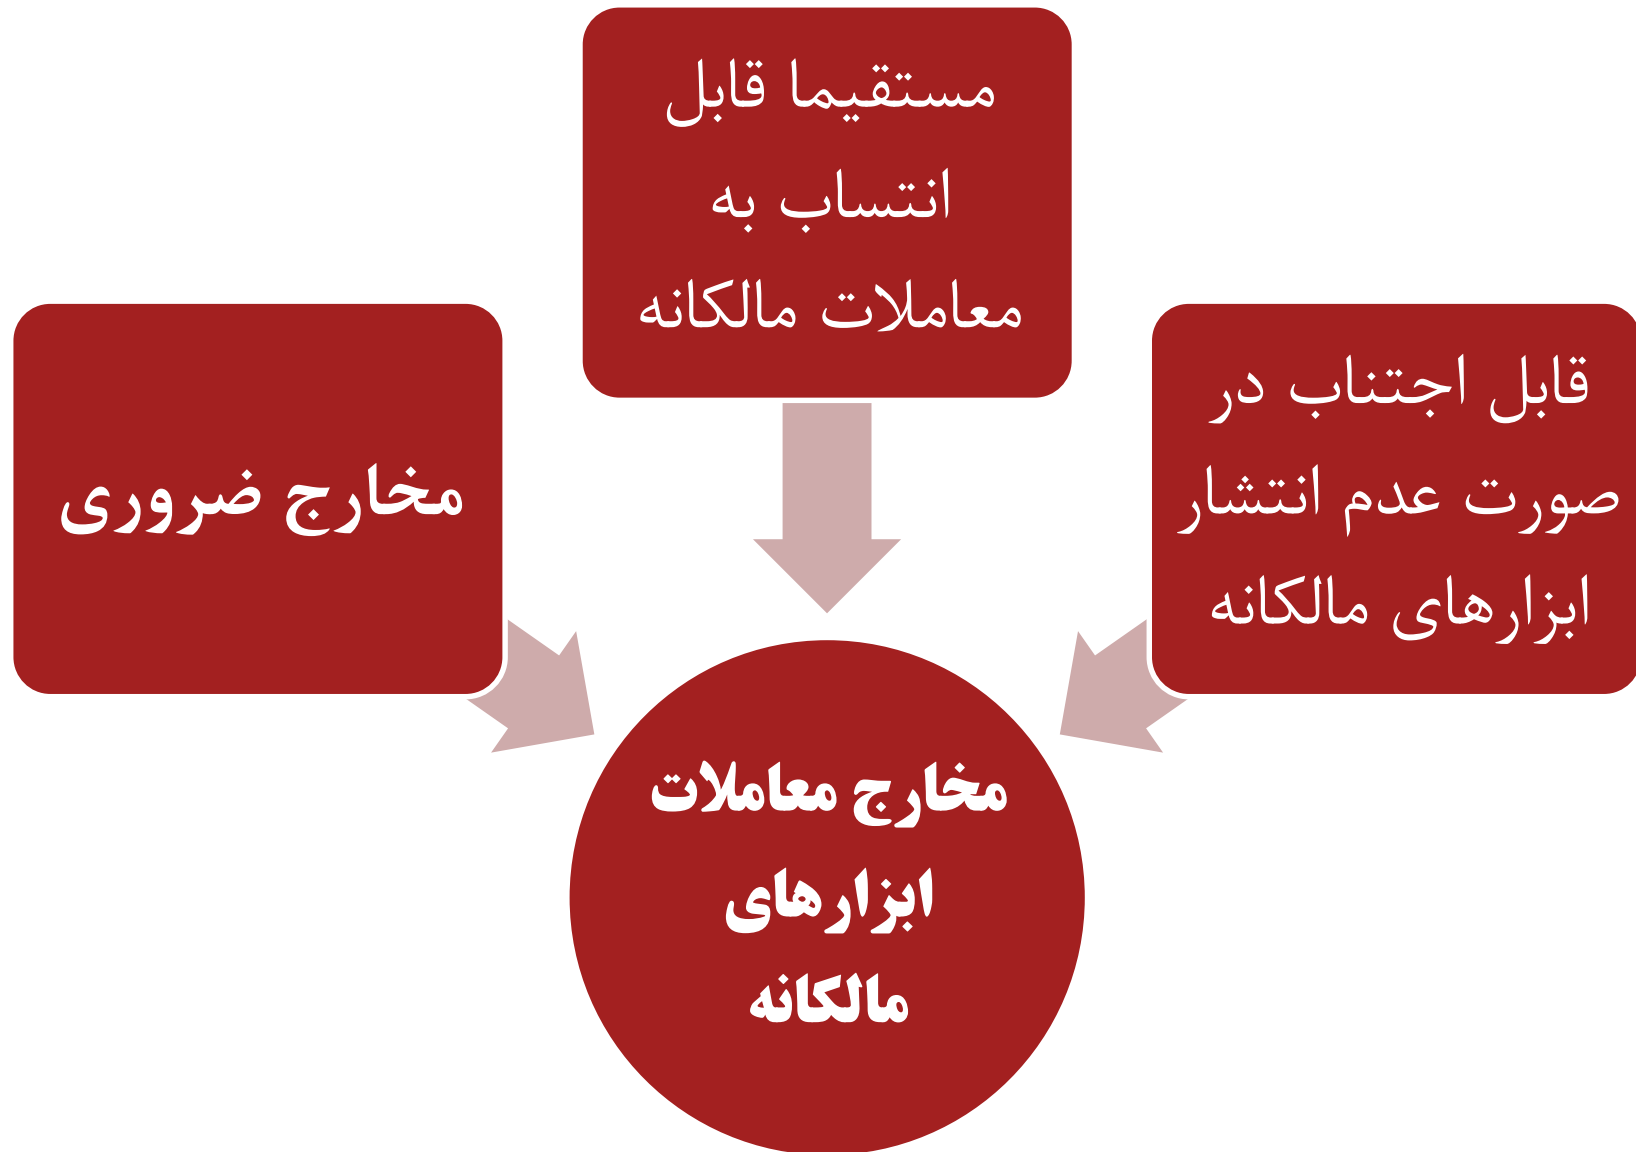 مستقیما قابل
انتساب به
معاملات مالکانه
قابل اجتناب در
صورت عدم انتشار
ابزارهای مالکانه
مخارج ضروری
مخارج معاملات
ابزارهای
مالکانه